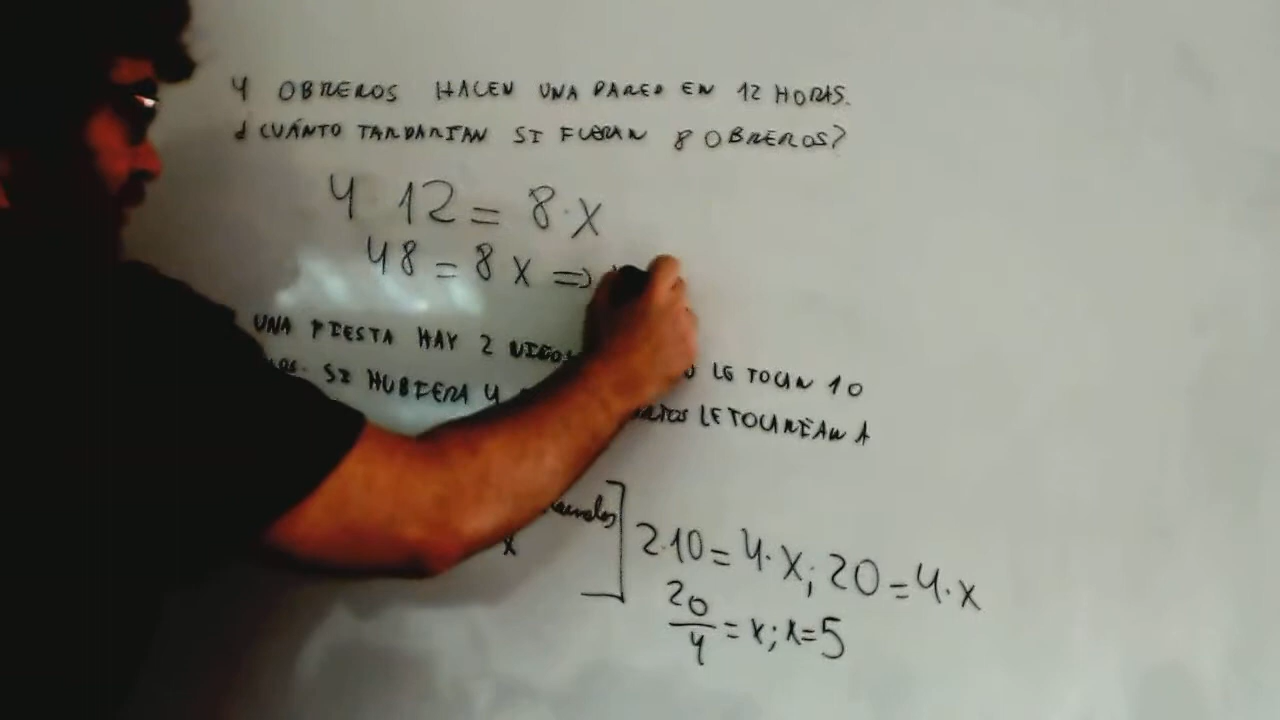 4 OBREROS HACEN UNA PARED EN 12 HORAS.
¿CUÁNTO TARDARÍAN SI FUERAN 8 OBREROS?
4 · 12 = 8 · X
48 = 8 X ⇒
UNA FIESTA HAY 2 LE TOCAN 10
SI HUBIERA 4 LE TOCARÍAN A
x
2·10 = 4·X; 20 = 4·X
20/4 = x; x = 5